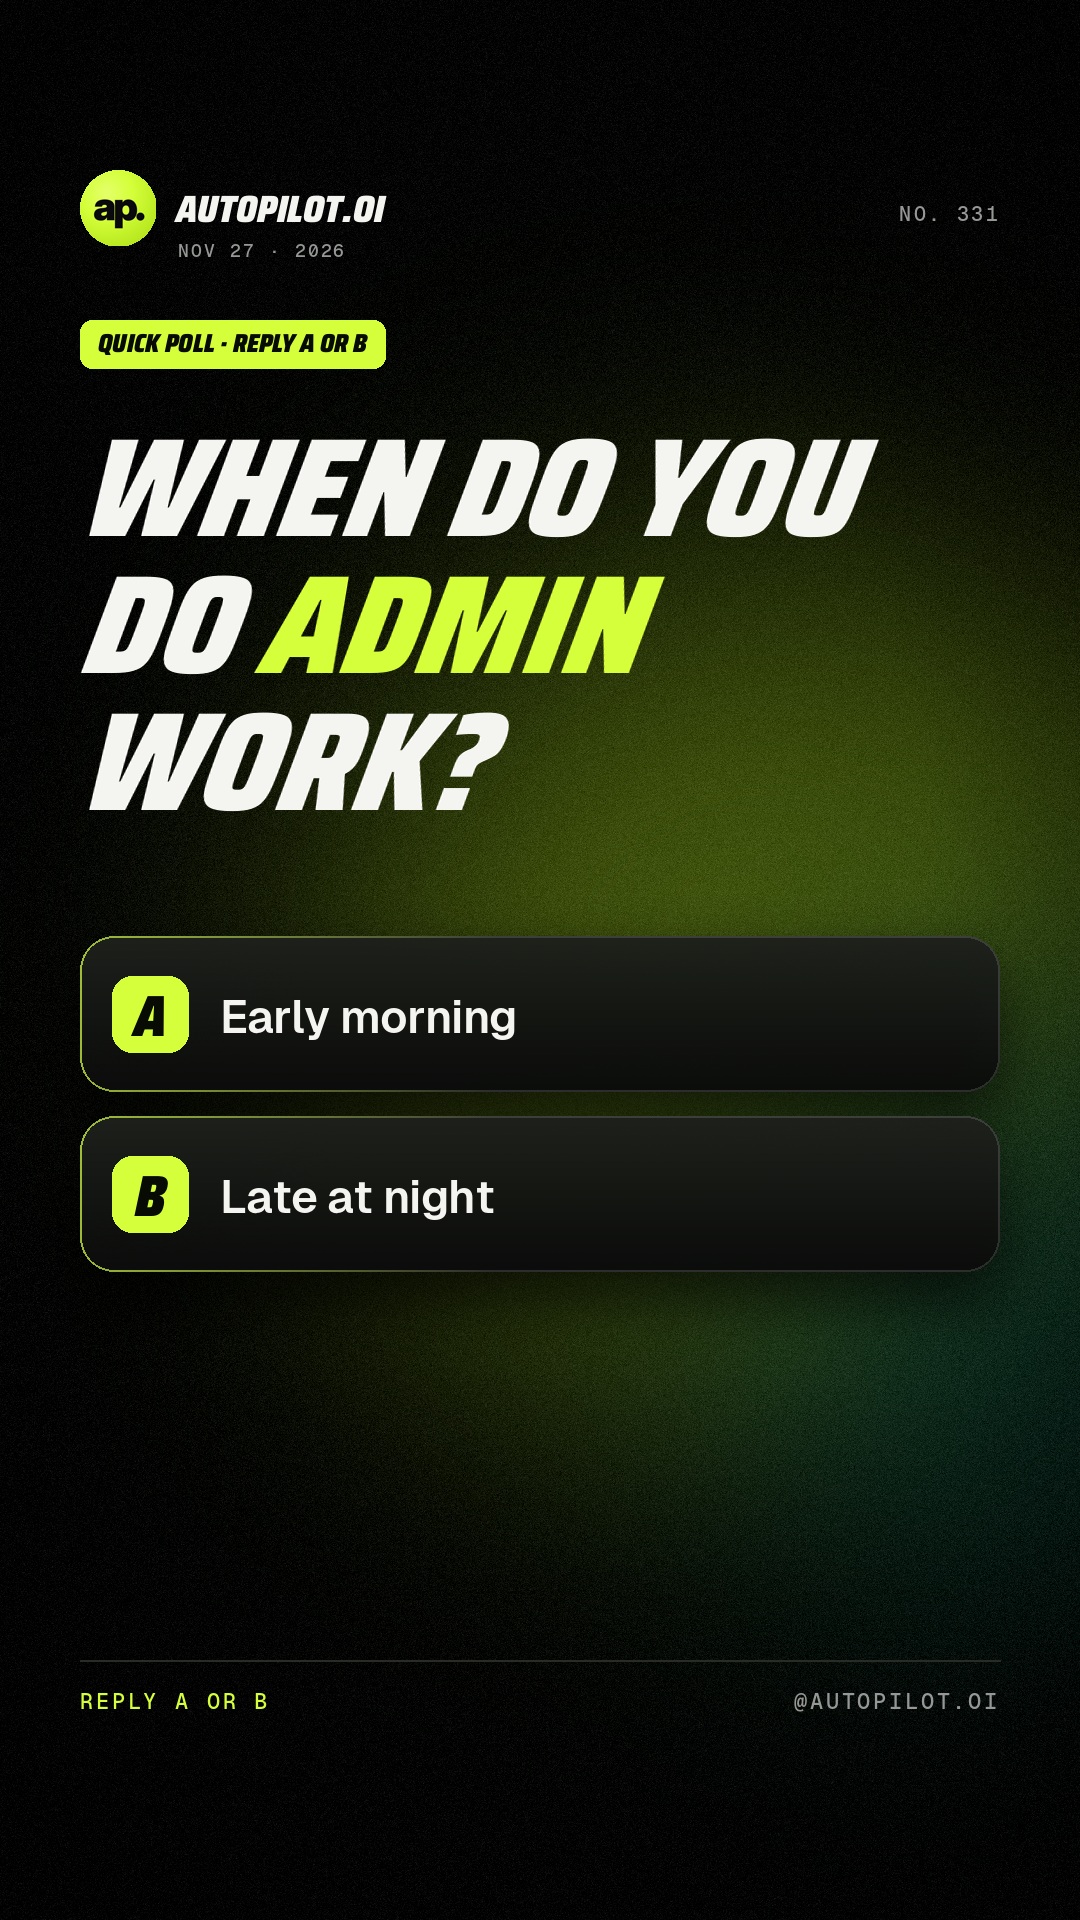 ap.
AUTOPILOT.OI
NO. 331
NOV 27 · 2026
QUICK POLL · REPLY A OR B
WHEN DO YOU
DO ADMIN
WORK?
A Early morning
B Late at night
REPLY A OR B
@AUTOPILOT.OI